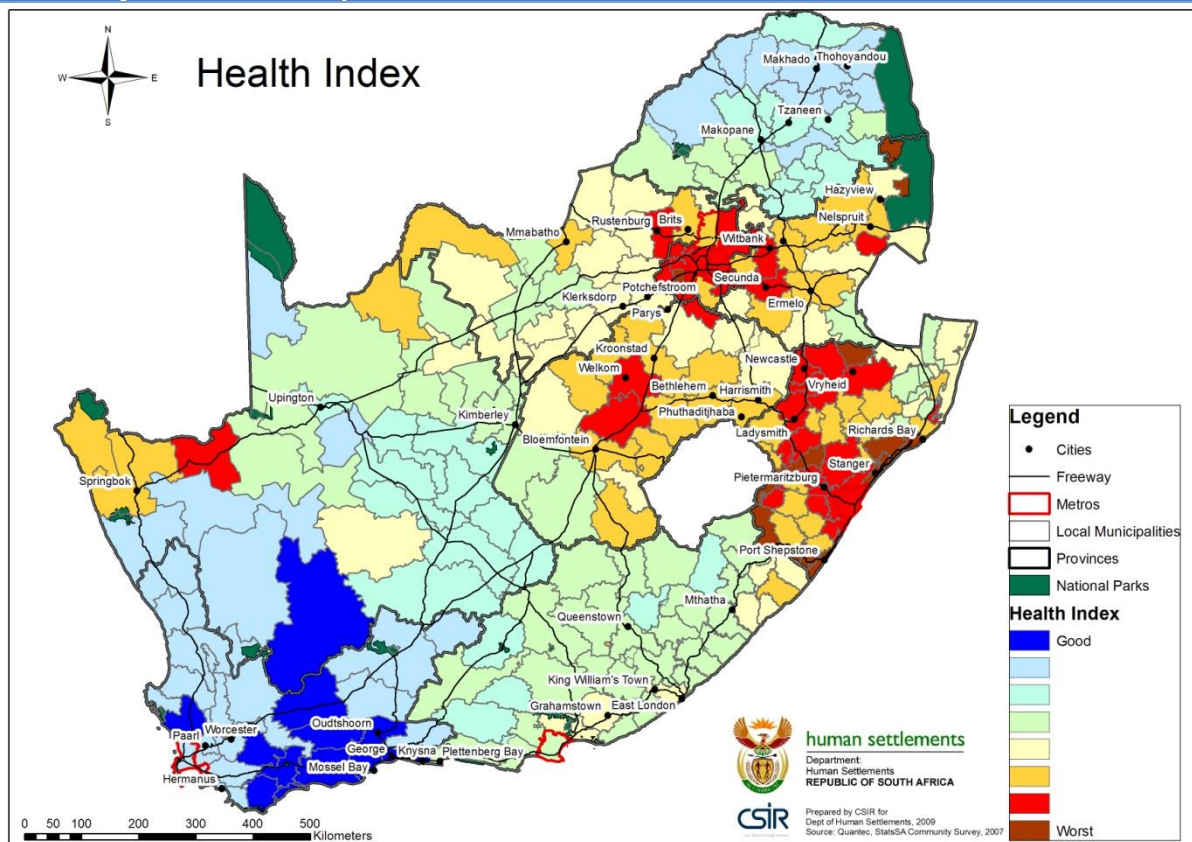 Health Index
N
W
E
S
Makhado
Thohoyandou
Tzaneen
Makopane
Hazyview
Nelspruit
Rustenburg
Brits
Witbank
Mmabatho
Secunda
Potchefstroom
Ermelo
Klerksdorp
Parys
Kroonstad
Newcastle
Welkom
Vryheid
Bethlehem
Harrismith
Upington
Kimberley
Phuthaditjhaba
Bloemfontein
Ladysmith
Richards Bay
Springbok
Stanger
Pietermaritzburg
Port Shepstone
Mthatha
Queenstown
King William's Town
Grahamstown
East London
Oudtshoorn
Paarl
Worcester
George
Knysna
Plettenberg Bay
Mossel Bay
Hermanus
0 50 100 200 300 400 500
Kilometers
Legend
Cities
Freeway
Metros
Local Municipalities
Provinces
National Parks
Health Index
Good
Worst
human settlements
Department:
Human Settlements
REPUBLIC OF SOUTH AFRICA
CSIR
Prepared by CSIR for
Dept of Human Settlements, 2009
Source: Quantec, StatsSA Community Survey, 2007